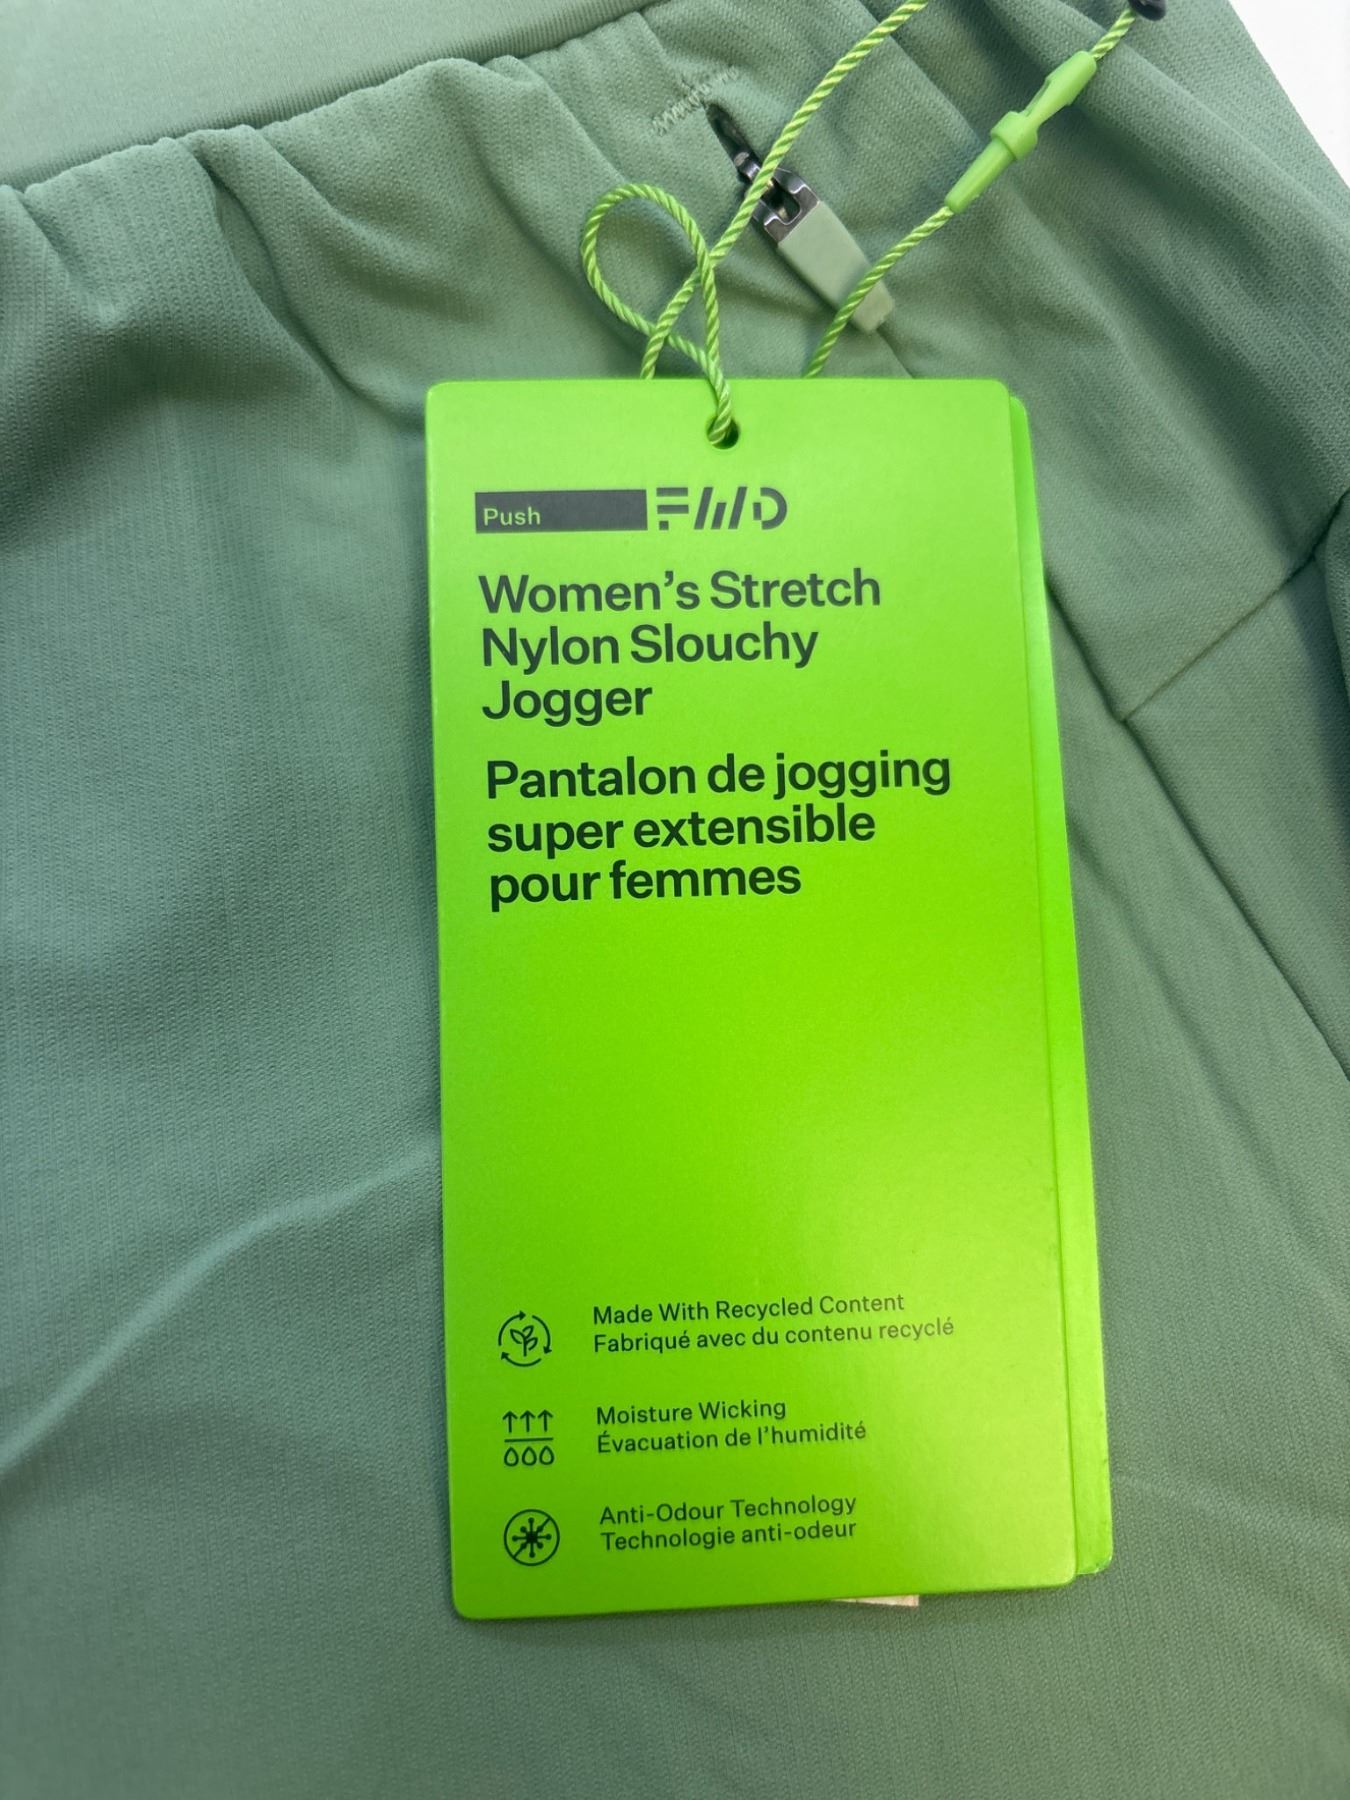 Push FWD
Women's Stretch
Nylon Slouchy
Jogger
Pantalon de jogging
super extensible
pour femmes
Made With Recycled Content
Fabriqué avec du contenu recyclé
Moisture Wicking
Évacuation de l'humidité
Anti-Odour Technology
Technologie anti-odeur